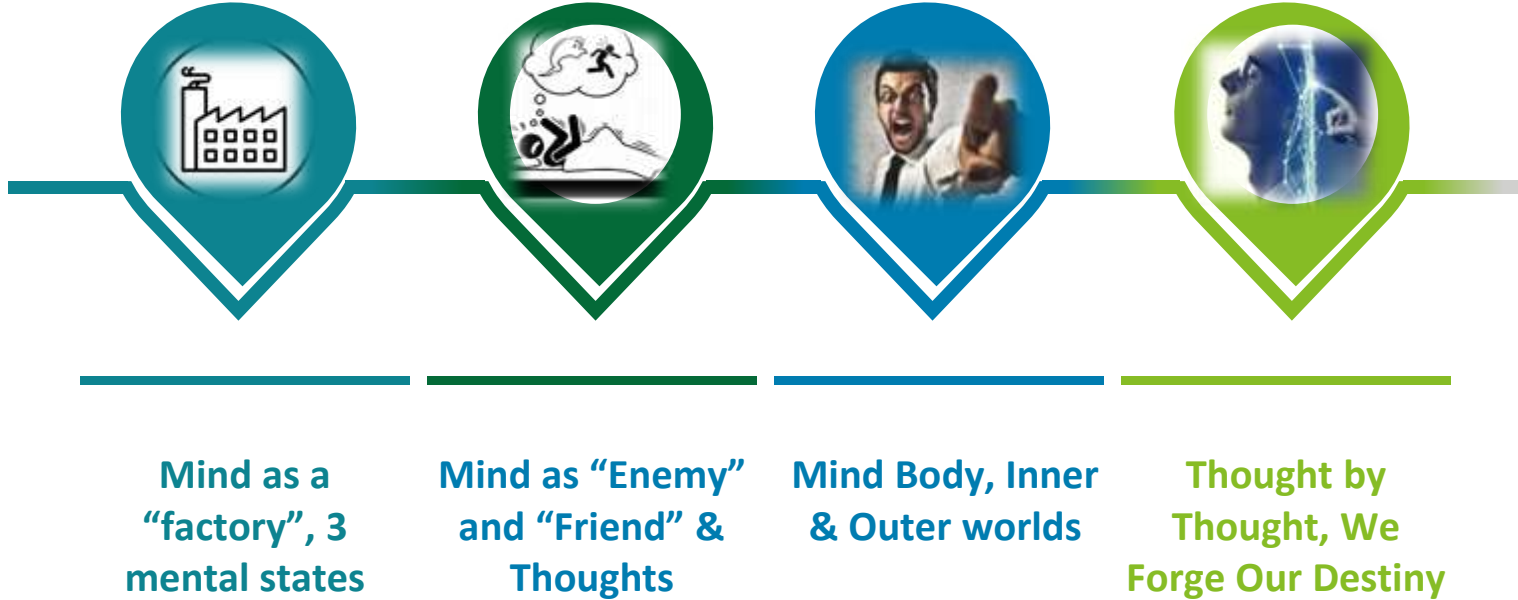 Mind as a
“factory”, 3
mental states
Mind as “Enemy”
and “Friend” &
Thoughts
Mind Body, Inner
& Outer worlds
Thought by
Thought, We
Forge Our Destiny